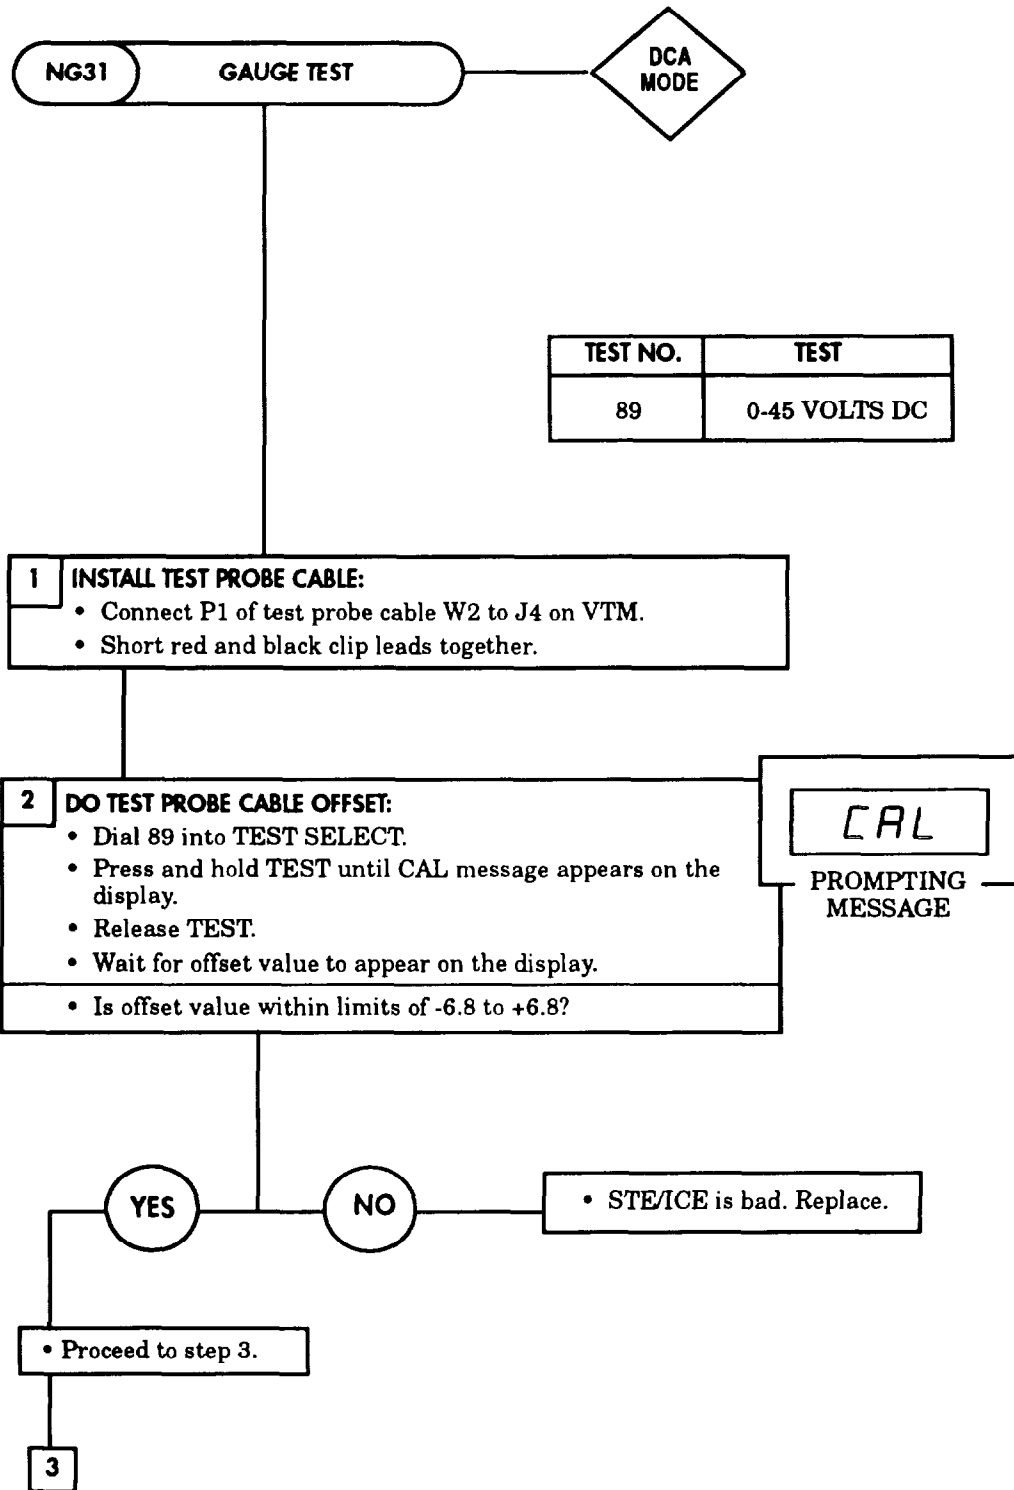 NG31 GAUGE TEST
DCA
MODE
TEST NO. TEST
89 0-45 VOLTS DC
1 INSTALL TEST PROBE CABLE:
• Connect P1 of test probe cable W2 to J4 on VTM.
• Short red and black clip leads together.
2 DO TEST PROBE CABLE OFFSET:
• Dial 89 into TEST SELECT.
• Press and hold TEST until CAL message appears on the
display.
• Release TEST.
• Wait for offset value to appear on the display.
• Is offset value within limits of -6.8 to +6.8?
CAL
PROMPTING
MESSAGE
YES NO
• STE/ICE is bad. Replace.
• Proceed to step 3.
3